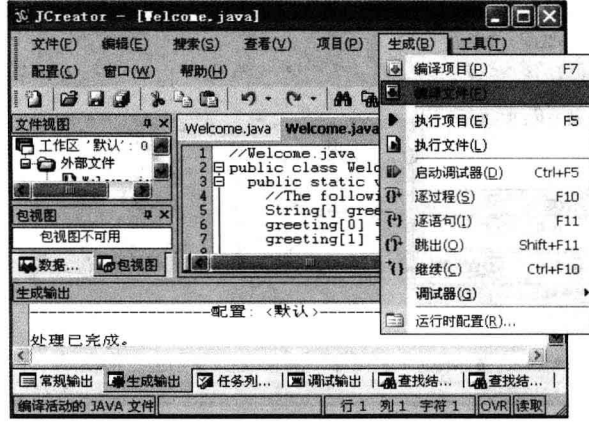 JCreator - [Welcome.java]
文件(F) 编辑(E) 搜索(S) 查看(V) 项目(P) 生成(B) 工具(T)
配置(C) 窗口(W) 帮助(H)
编译项目(P) F7
编译文件(F)
执行项目(E) F5
执行文件(L)
启动调试器(D) Ctrl+F5
逐过程(S) F10
逐语句(I) F11
跳出(O) Shift+F11
继续(C) Ctrl+F10
调试器(G)
运行时配置(R)...
文件视图
工作区 '默认': 0
外部文件
包视图
包视图不可用
数据... 包视图
Welcome.java Welcome.java
1 //Welcome.java
2 public class Welc
3 public static v
4 //The followi
5 String[] gree
6 greeting[0] =
7 greeting[1] =
生成输出
配置: <默认>
处理已完成。
常规输出 生成输出 任务列... 调试输出 查找结... 查找结...
编译活动的 JAVA 文件 行 1 列 1 字符 1 OVR 读取